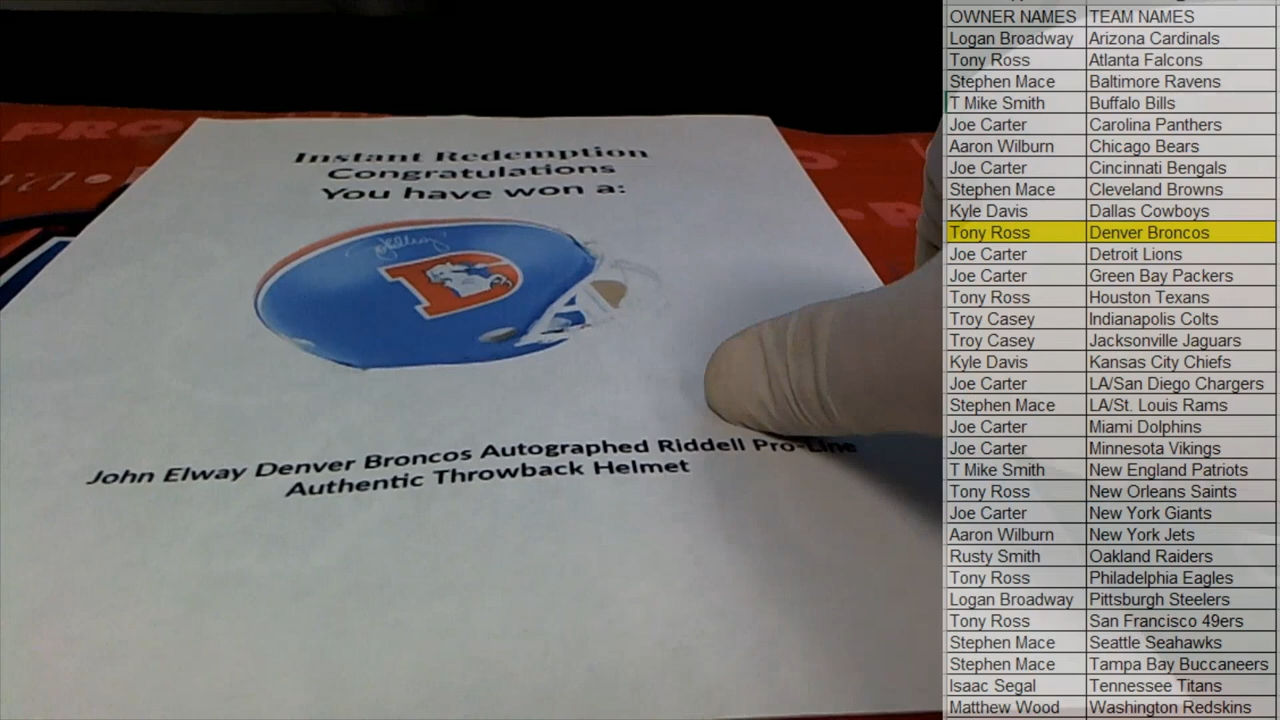 PRO
Instant Redemption
Congratulations
You have won a:
D
John Elway Denver Broncos Autographed Riddell Pro-Line
Authentic Throwback Helmet
OWNER NAMES TEAM NAMES
Logan Broadway Arizona Cardinals
Tony Ross Atlanta Falcons
Stephen Mace Baltimore Ravens
T Mike Smith Buffalo Bills
Joe Carter Carolina Panthers
Aaron Wilburn Chicago Bears
Joe Carter Cincinnati Bengals
Stephen Mace Cleveland Browns
Kyle Davis Dallas Cowboys
Tony Ross Denver Broncos
Joe Carter Detroit Lions
Joe Carter Green Bay Packers
Tony Ross Houston Texans
Troy Casey Indianapolis Colts
Troy Casey Jacksonville Jaguars
Kyle Davis Kansas City Chiefs
Joe Carter LA/San Diego Chargers
Stephen Mace LA/St. Louis Rams
Joe Carter Miami Dolphins
Joe Carter Minnesota Vikings
T Mike Smith New England Patriots
Tony Ross New Orleans Saints
Joe Carter New York Giants
Aaron Wilburn New York Jets
Rusty Smith Oakland Raiders
Tony Ross Philadelphia Eagles
Logan Broadway Pittsburgh Steelers
Tony Ross San Francisco 49ers
Stephen Mace Seattle Seahawks
Stephen Mace Tampa Bay Buccaneers
Isaac Segal Tennessee Titans
Matthew Wood Washington Redskins